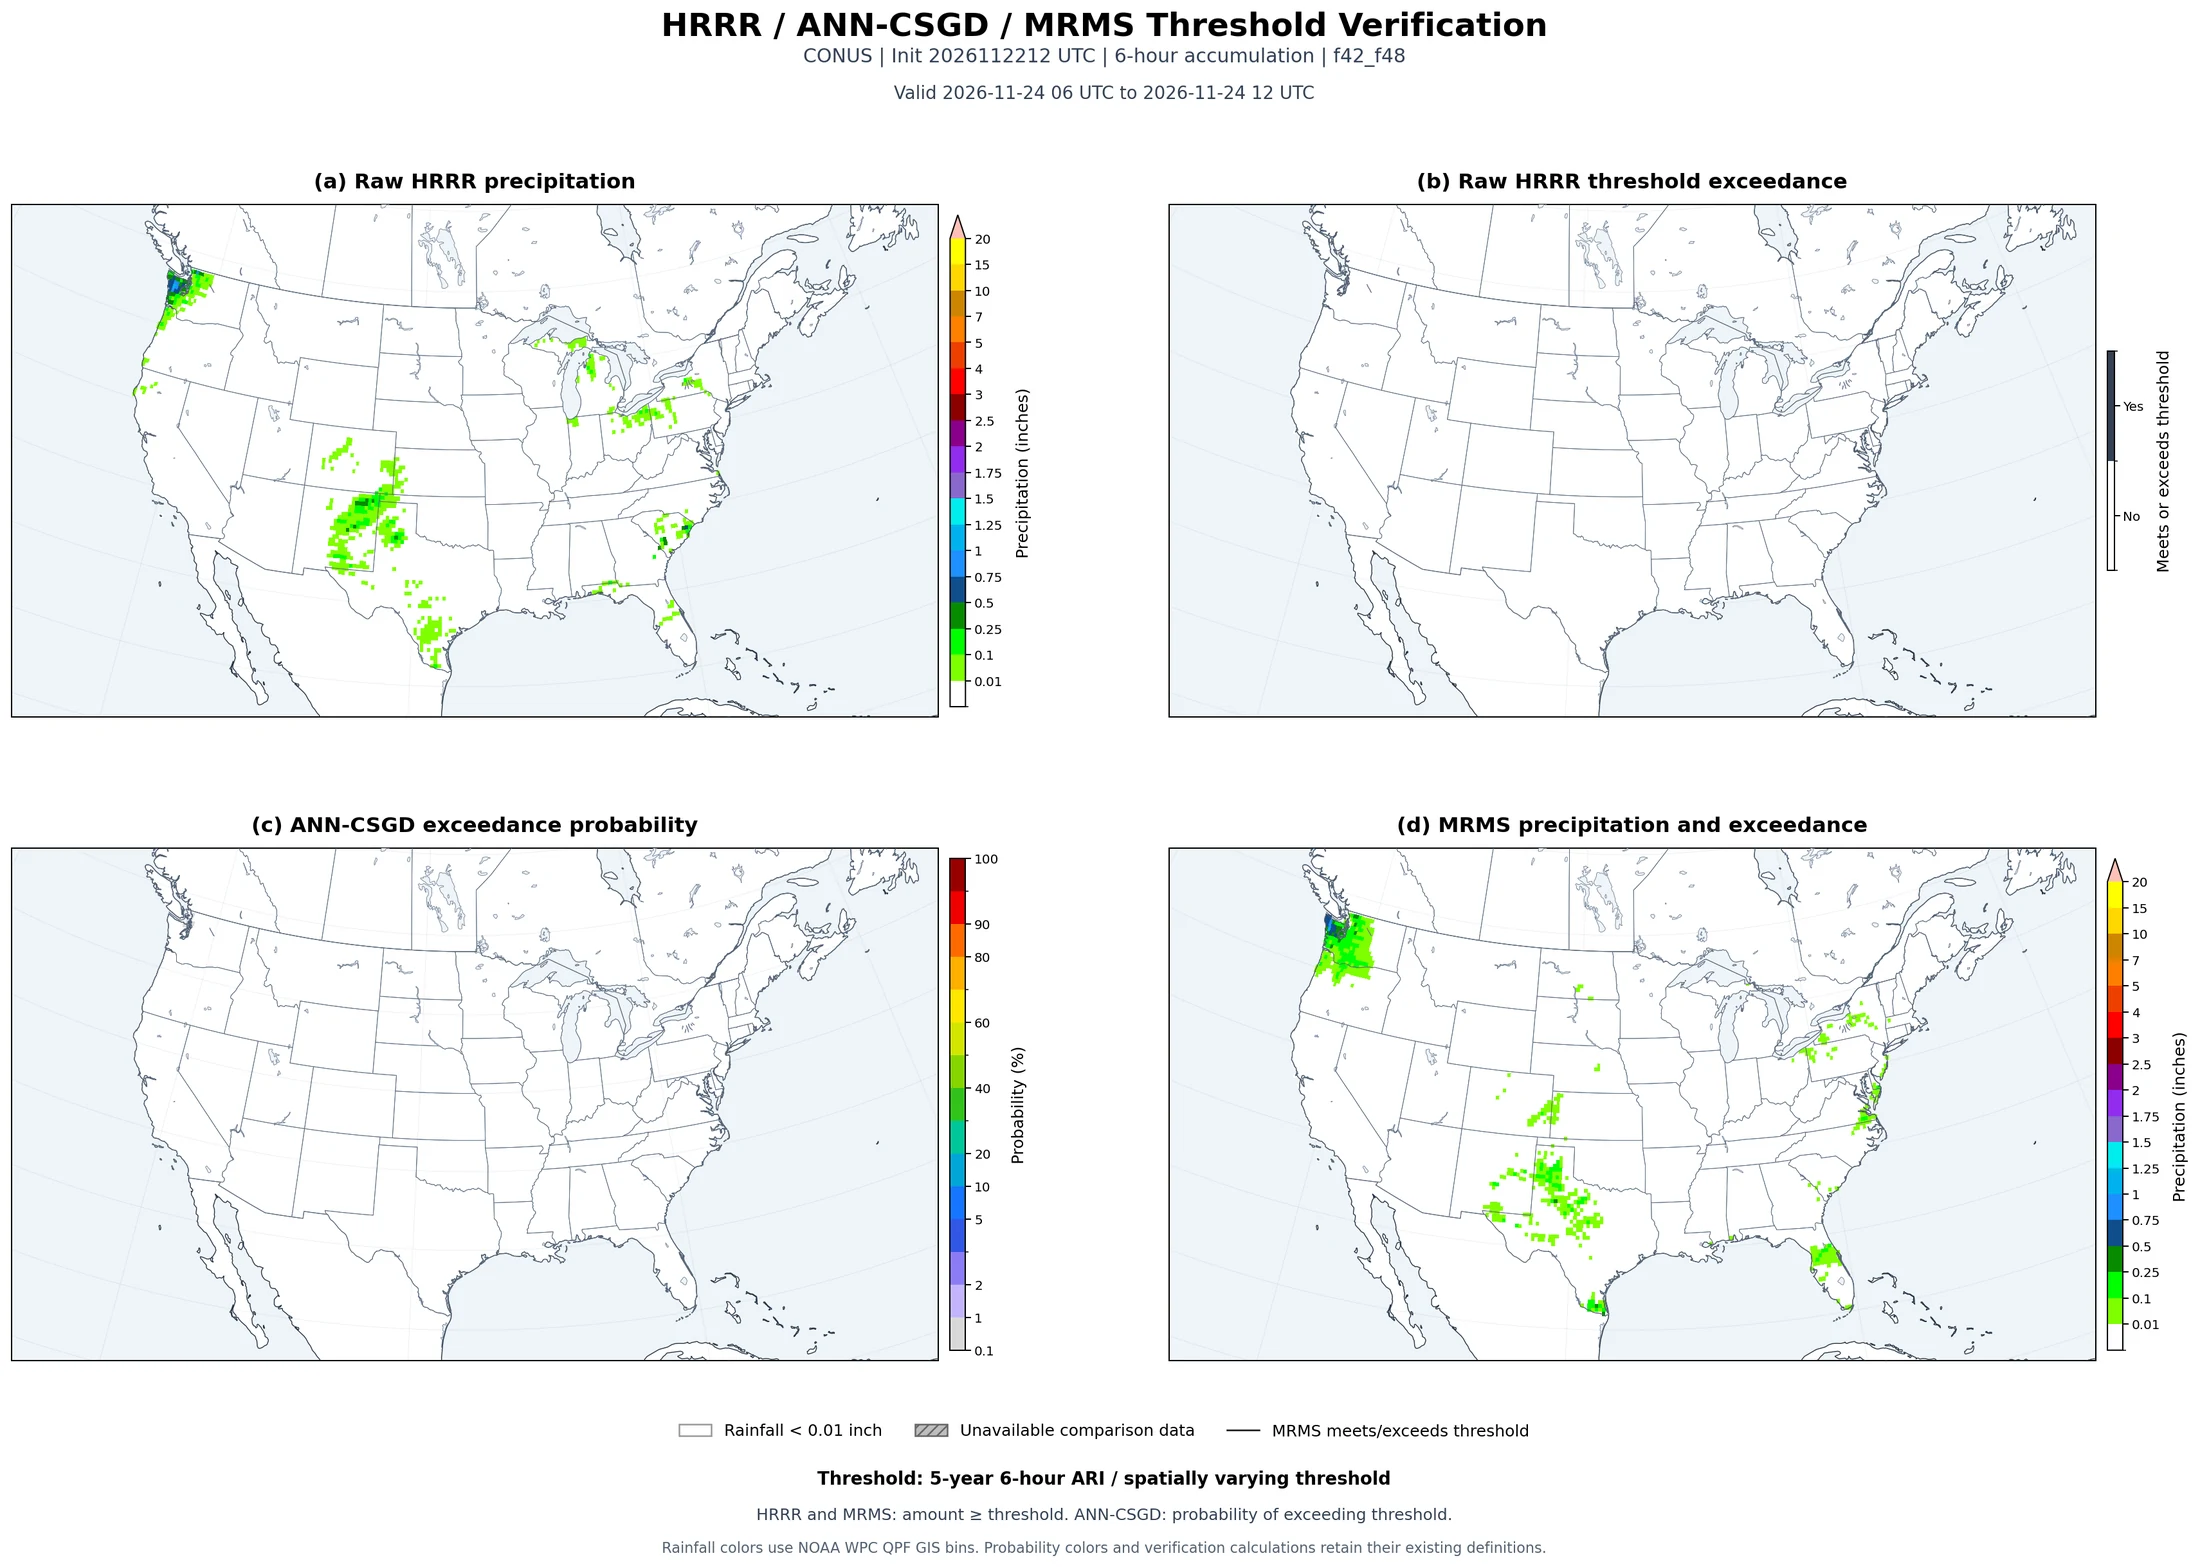 HRRR / ANN-CSGD / MRMS Threshold Verification
CONUS | Init 2026112212 UTC | 6-hour accumulation | f42_f48
Valid 2026-11-24 06 UTC to 2026-11-24 12 UTC
(a) Raw HRRR precipitation
20
15
10
7
5
4
3
2.5
2
1.75
1.5
1.25
1
0.75
0.5
0.25
0.1
0.01
Precipitation (inches)
(b) Raw HRRR threshold exceedance
Yes
No
Meets or exceeds threshold
(c) ANN-CSGD exceedance probability
100
90
80
60
40
20
10
5
2
1
0.1
Probability (%)
(d) MRMS precipitation and exceedance
20
15
10
7
5
4
3
2.5
2
1.75
1.5
1.25
1
0.75
0.5
0.25
0.1
0.01
Precipitation (inches)
Rainfall < 0.01 inch
Unavailable comparison data
MRMS meets/exceeds threshold
Threshold: 5-year 6-hour ARI / spatially varying threshold
HRRR and MRMS: amount ≥ threshold. ANN-CSGD: probability of exceeding threshold.
Rainfall colors use NOAA WPC QPF GIS bins. Probability colors and verification calculations retain their existing definitions.